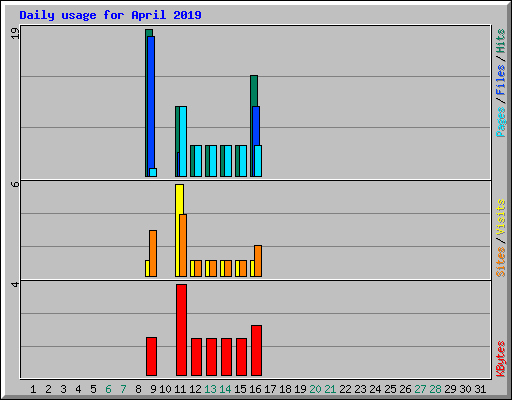 Daily usage for April 2019
19
6
4
Pages / Files / Hits
Sites / Visits
KBytes
1 2 3 4 5 6 7 8 9 10 11 12 13 14 15 16 17 18 19 20 21 22 23 24 25 26 27 28 29 30 31